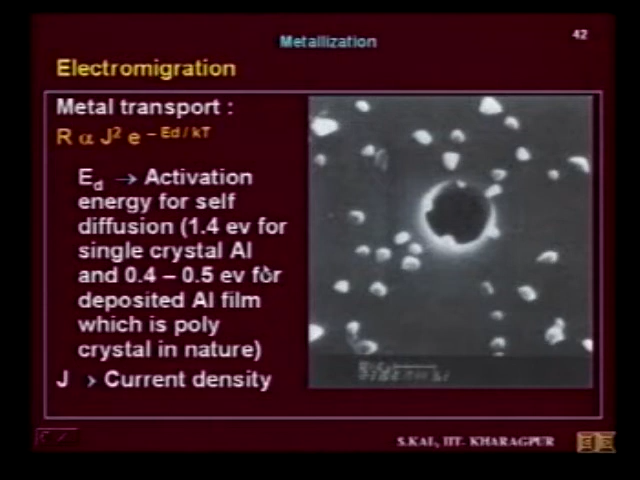 Metallization
42
Electromigration
Metal transport :
R α J² e – Ed / kT
Ed → Activation
energy for self
diffusion (1.4 ev for
single crystal Al
and 0.4 – 0.5 ev for
deposited Al film
which is poly
crystal in nature)
J → Current density
S.KAL, IIT- KHARAGPUR